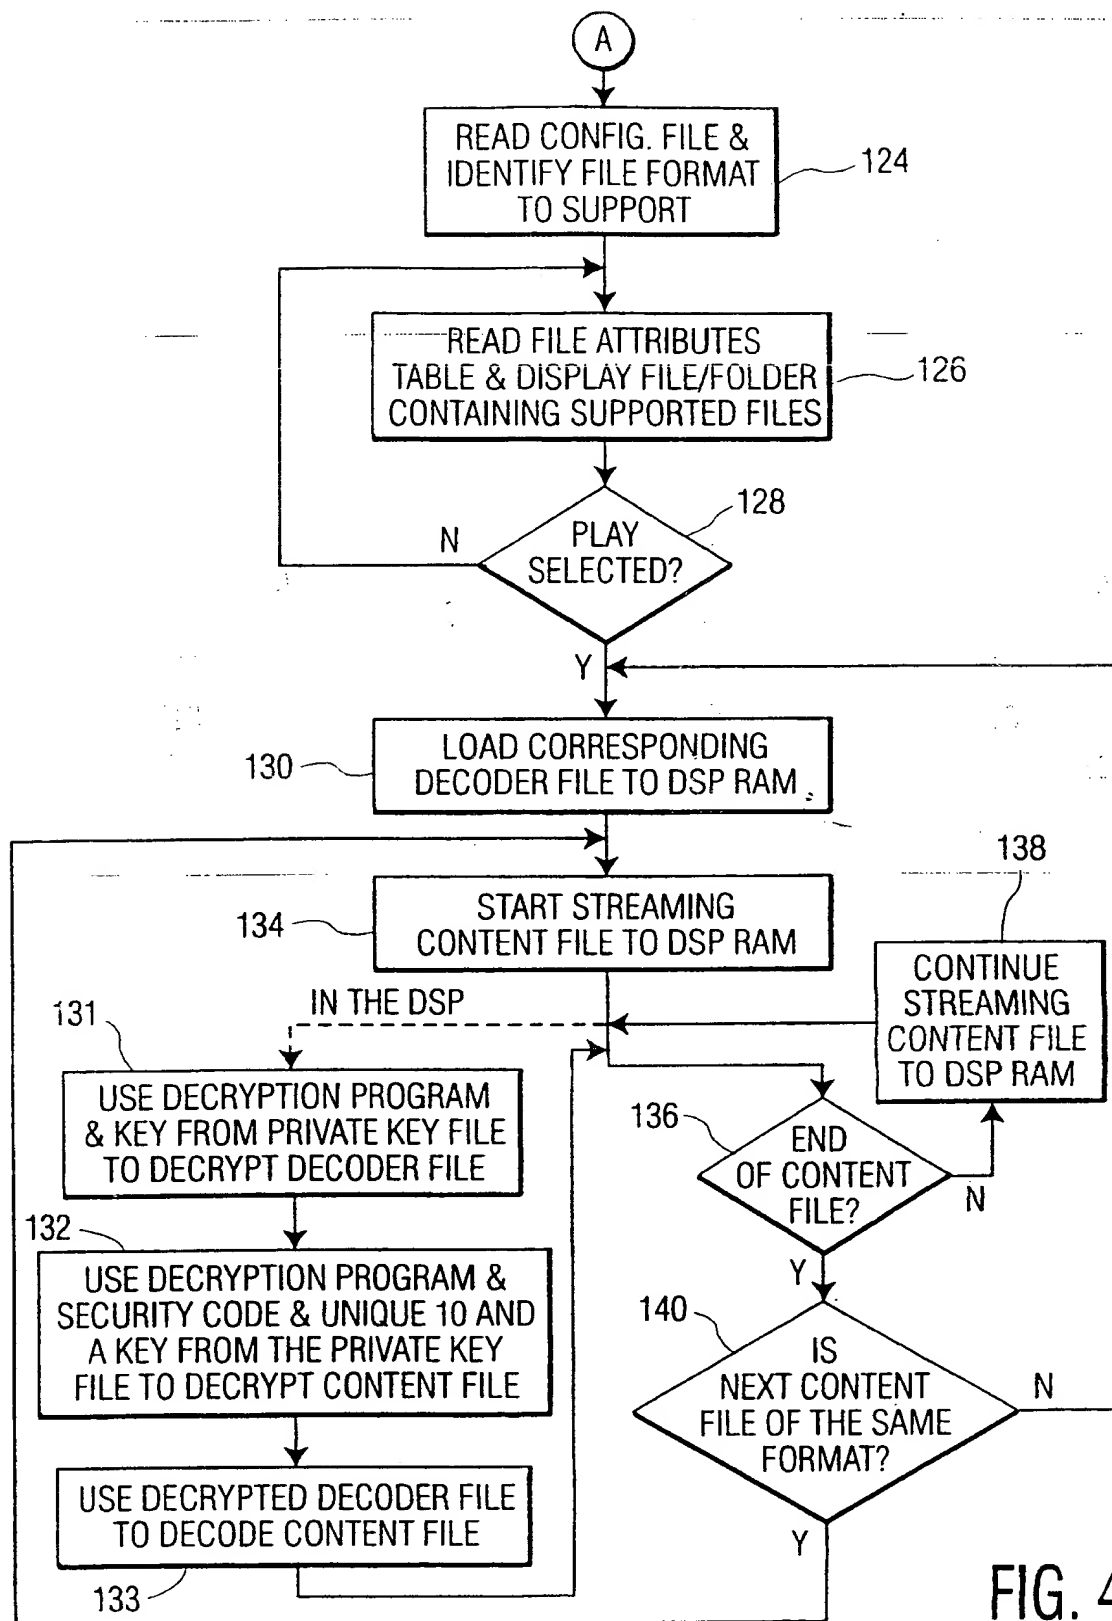 A
READ CONFIG. FILE &
IDENTIFY FILE FORMAT
TO SUPPORT
124
READ FILE ATTRIBUTES
TABLE & DISPLAY FILE/FOLDER
CONTAINING SUPPORTED FILES
126
PLAY
SELECTED?
128
N
Y
LOAD CORRESPONDING
DECODER FILE TO DSP RAM
130
START STREAMING
CONTENT FILE TO DSP RAM
134
138
CONTINUE
STREAMING
CONTENT FILE
TO DSP RAM
IN THE DSP
131
USE DECRYPTION PROGRAM
& KEY FROM PRIVATE KEY FILE
TO DECRYPT DECODER FILE
136
END
OF CONTENT
FILE?
N
Y
132
USE DECRYPTION PROGRAM &
SECURITY CODE & UNIQUE 10 AND
A KEY FROM THE PRIVATE KEY
FILE TO DECRYPT CONTENT FILE
140
IS
NEXT CONTENT
FILE OF THE SAME
FORMAT?
N
Y
USE DECRYPTED DECODER FILE
TO DECODE CONTENT FILE
133
FIG. 4